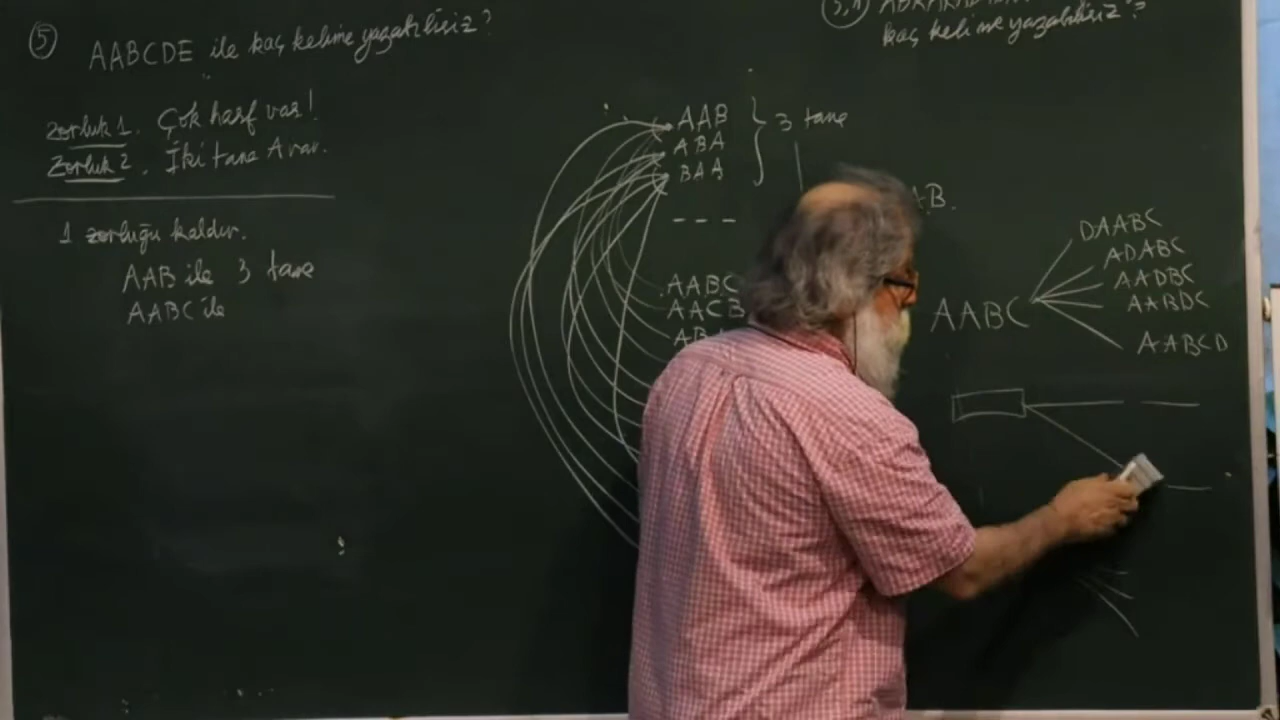 5 AABCDE ile kaç kelime yazabilirsiz?
Zorluk 1. Çok harf var!
Zorluk 2. İki tane A var.
1 zorluğu kaldır.
AAB ile 3 tane
AABC ile
AAB
ABA
BAA
3 tane
AABC
AACB
AB.
AABC
DAABC
ADABC
AADBC
AABDC
AABCD
kaç kelime yazabiliriz?